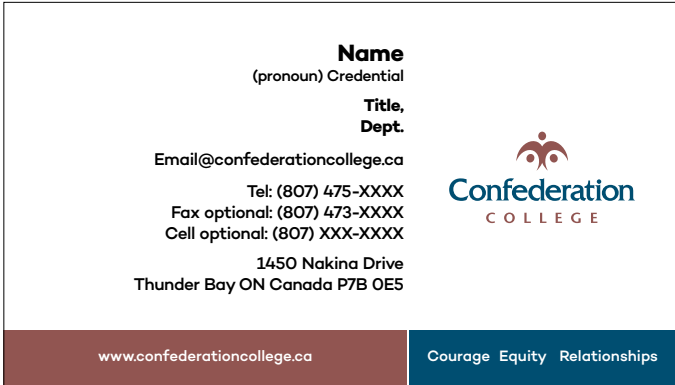 Name
(pronoun) Credential
Title,
Dept.
Email@confederationcollege.ca
Tel: (807) 475-XXXX
Fax optional: (807) 473-XXXX
Cell optional: (807) XXX-XXXX
1450 Nakina Drive
Thunder Bay ON Canada P7B 0E5
Confederation
COLLEGE
www.confederationcollege.ca
Courage Equity Relationships